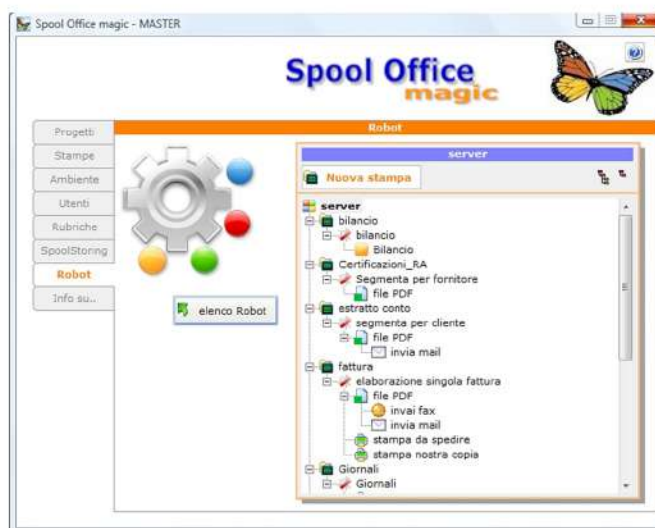 Spool Office magic - MASTER
Spool Office
magic
Progetti
Stampe
Ambiente
Utenti
Rubriche
SpoolStoring
Robot
Info su..
Robot
elenco Robot
server
Nuova stampa
server
bilancio
bilancio
Bilancio
Certificazioni_RA
Segmenta per fornitore
file PDF
estratto conto
segmenta per cliente
file PDF
invia mail
fattura
elaborazione singola fattura
file PDF
invai fax
invia mail
stampa da spedire
stampa nostra copia
Giornali
Giornali